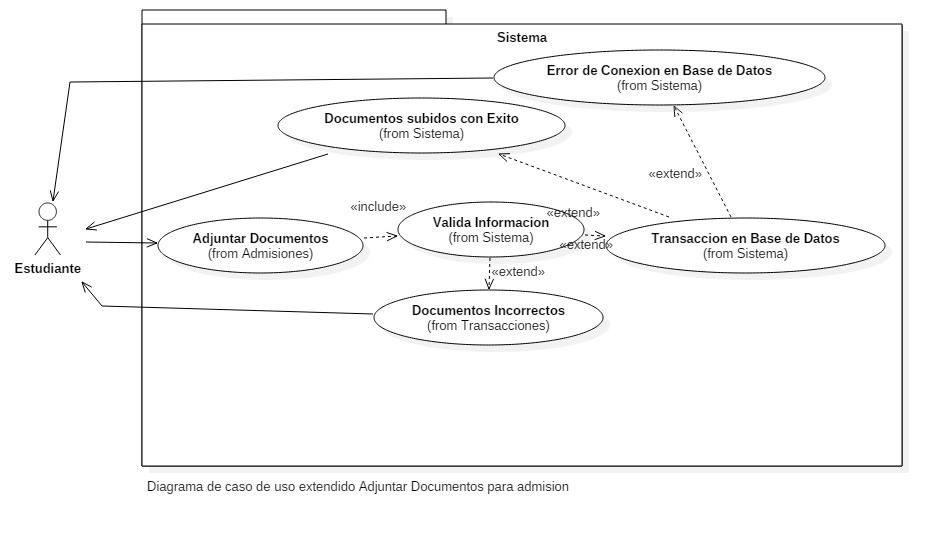 Sistema
Error de Conexion en Base de Datos
(from Sistema)
Documentos subidos con Exito
(from Sistema)
«extend»
«include»
«extend»
Valida Informacion
(from Sistema)
Adjuntar Documentos
(from Admisiones)
«extend»
Transaccion en Base de Datos
(from Sistema)
Estudiante
«extend»
Documentos Incorrectos
(from Transacciones)
Diagrama de caso de uso extendido Adjuntar Documentos para admision